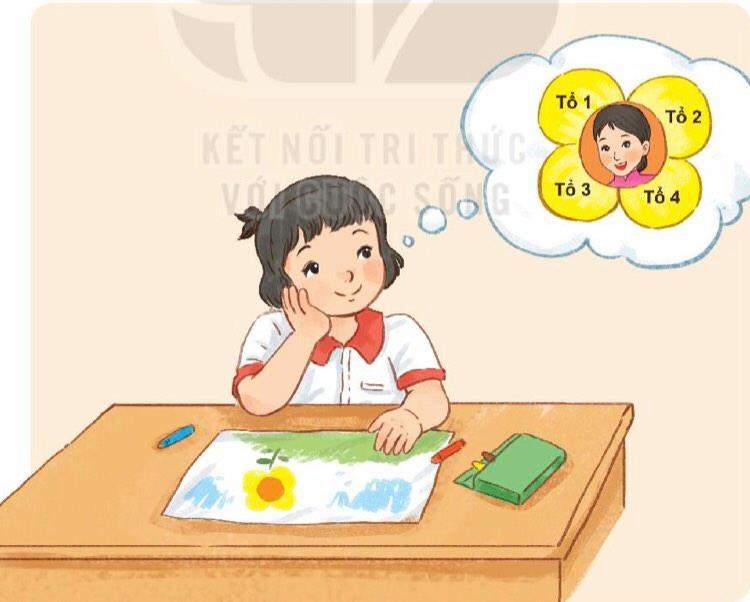 KẾT NỐI TRI THỨC
VỚI CUỘC SỐNG
Tổ 1
Tổ 2
Tổ 3
Tổ 4